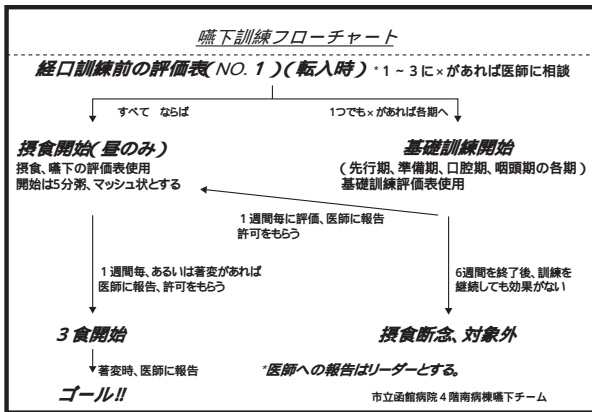 嚥下訓練フローチャート
経口訓練前の評価表(NO.1)(転入時) *1~3に×があれば医師に相談
すべて ならば
1つでも×があれば各期へ
摂食開始(昼のみ)
摂食、嚥下の評価表使用
開始は5分粥、マッシュ状とする
基礎訓練開始
(先行期、準備期、口腔期、咽頭期の各期)
基礎訓練評価表使用
1週間毎に評価、医師に報告
許可をもらう
1週間毎、あるいは著変があれば
医師に報告、許可をもらう
6週間を終了後、訓練を
継続しても効果がない
3食開始
摂食断念、対象外
著変時、医師に報告
*医師への報告はリーダーとする。
ゴール!!
市立函館病院4階南病棟嚥下チーム